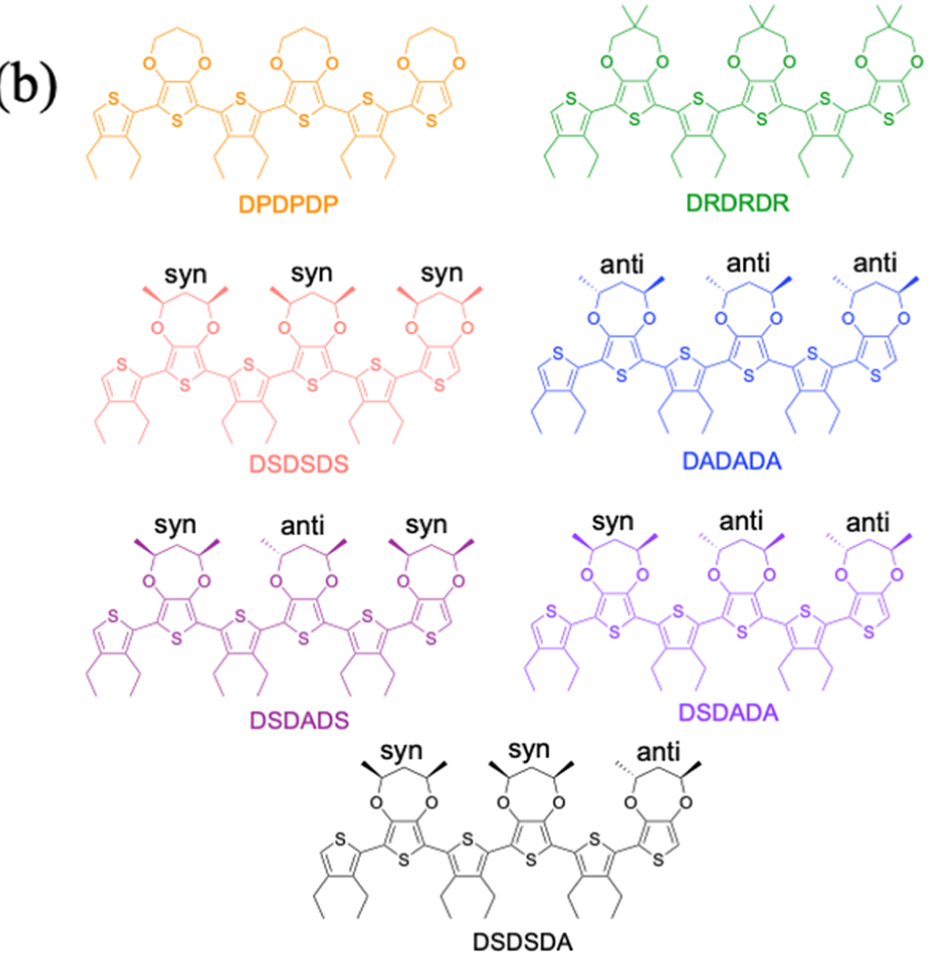 (b)
O O O O O O
S S S
S S S
DPDPDP
O O O O O O
S S S
S S S
DRDRDR
syn syn syn
O O O O O O
S S S
S S S
DSDSDS
anti anti anti
O O O O O O
S S S
S S S
DADADA
syn anti syn
O O O O O O
S S S
S S S
DSDADS
syn anti anti
O O O O O O
S S S
S S S
DSDADA
syn syn anti
O O O O O O
S S S
S S S
DSDSDA